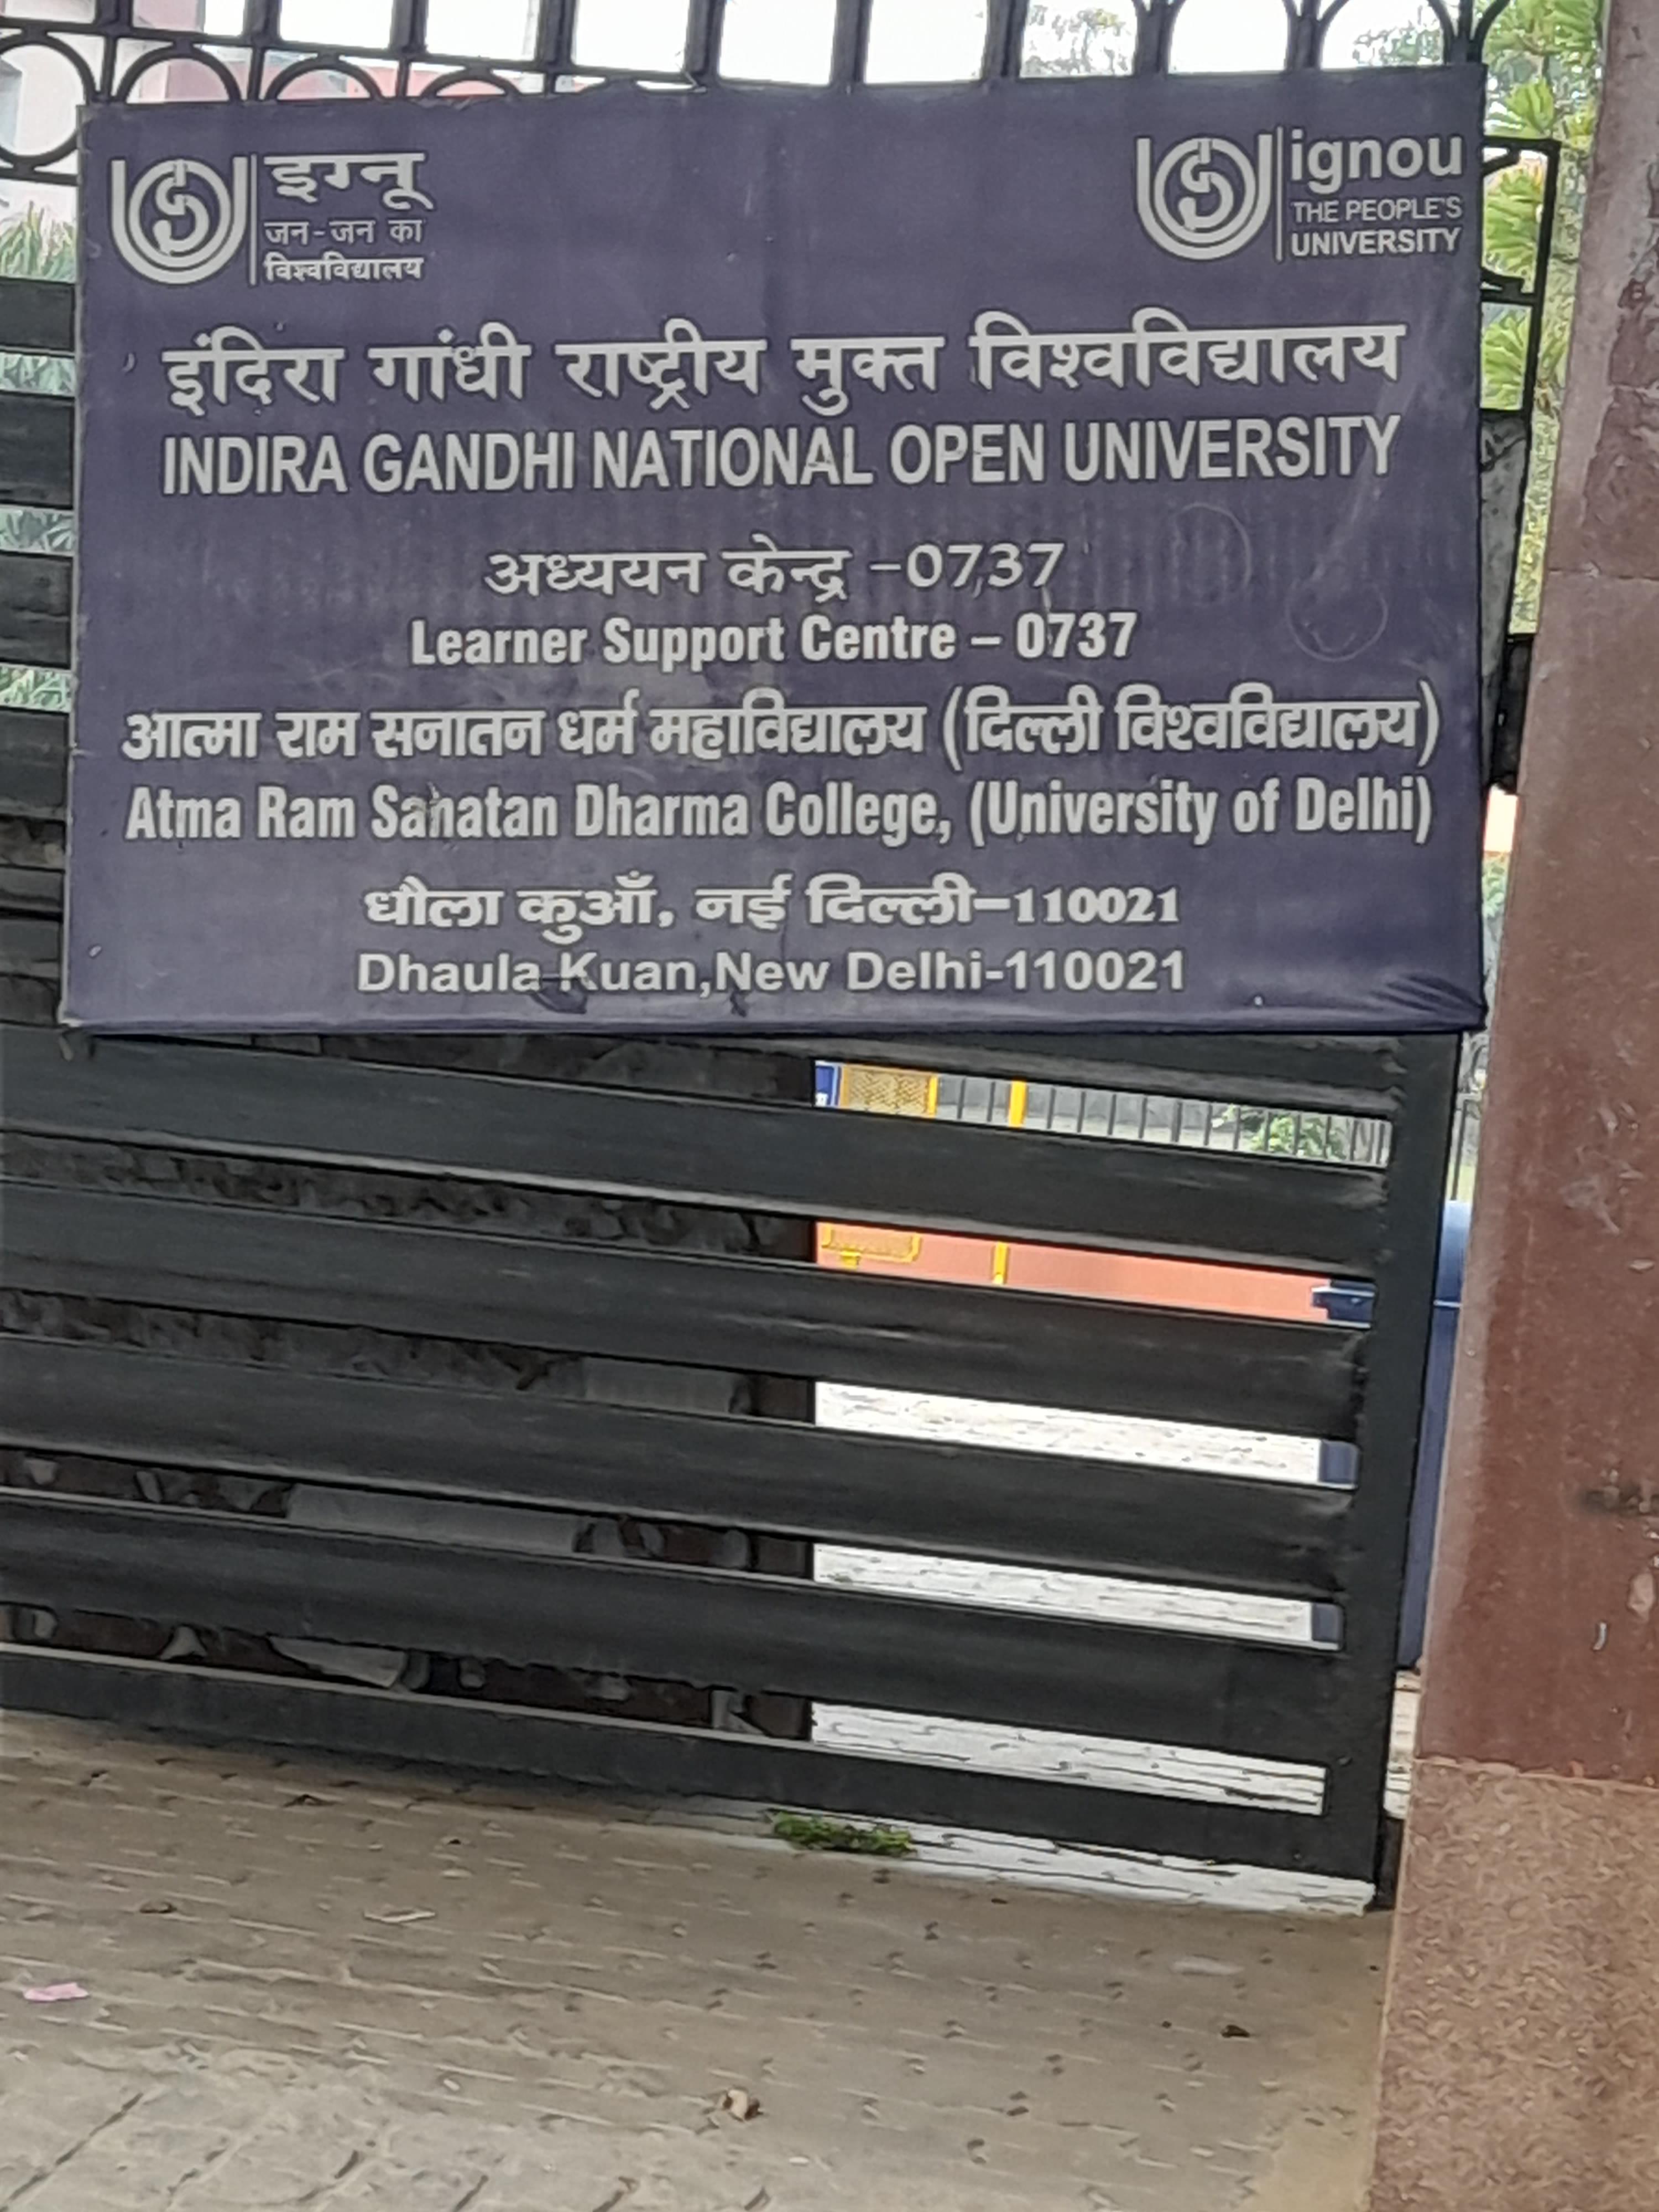 इग्नू
जन-जन का
विश्वविद्यालय
ignou
THE PEOPLE'S
UNIVERSITY
इंदिरा गांधी राष्ट्रीय मुक्त विश्वविद्यालय
INDIRA GANDHI NATIONAL OPEN UNIVERSITY
अध्ययन केन्द्र -0737
Learner Support Centre – 0737
आत्मा राम सनातन धर्म महाविद्यालय (दिल्ली विश्वविद्यालय)
Atma Ram Sanatan Dharma College, (University of Delhi)
धौला कुआँ, नई दिल्ली-110021
Dhaula Kuan,New Delhi-110021